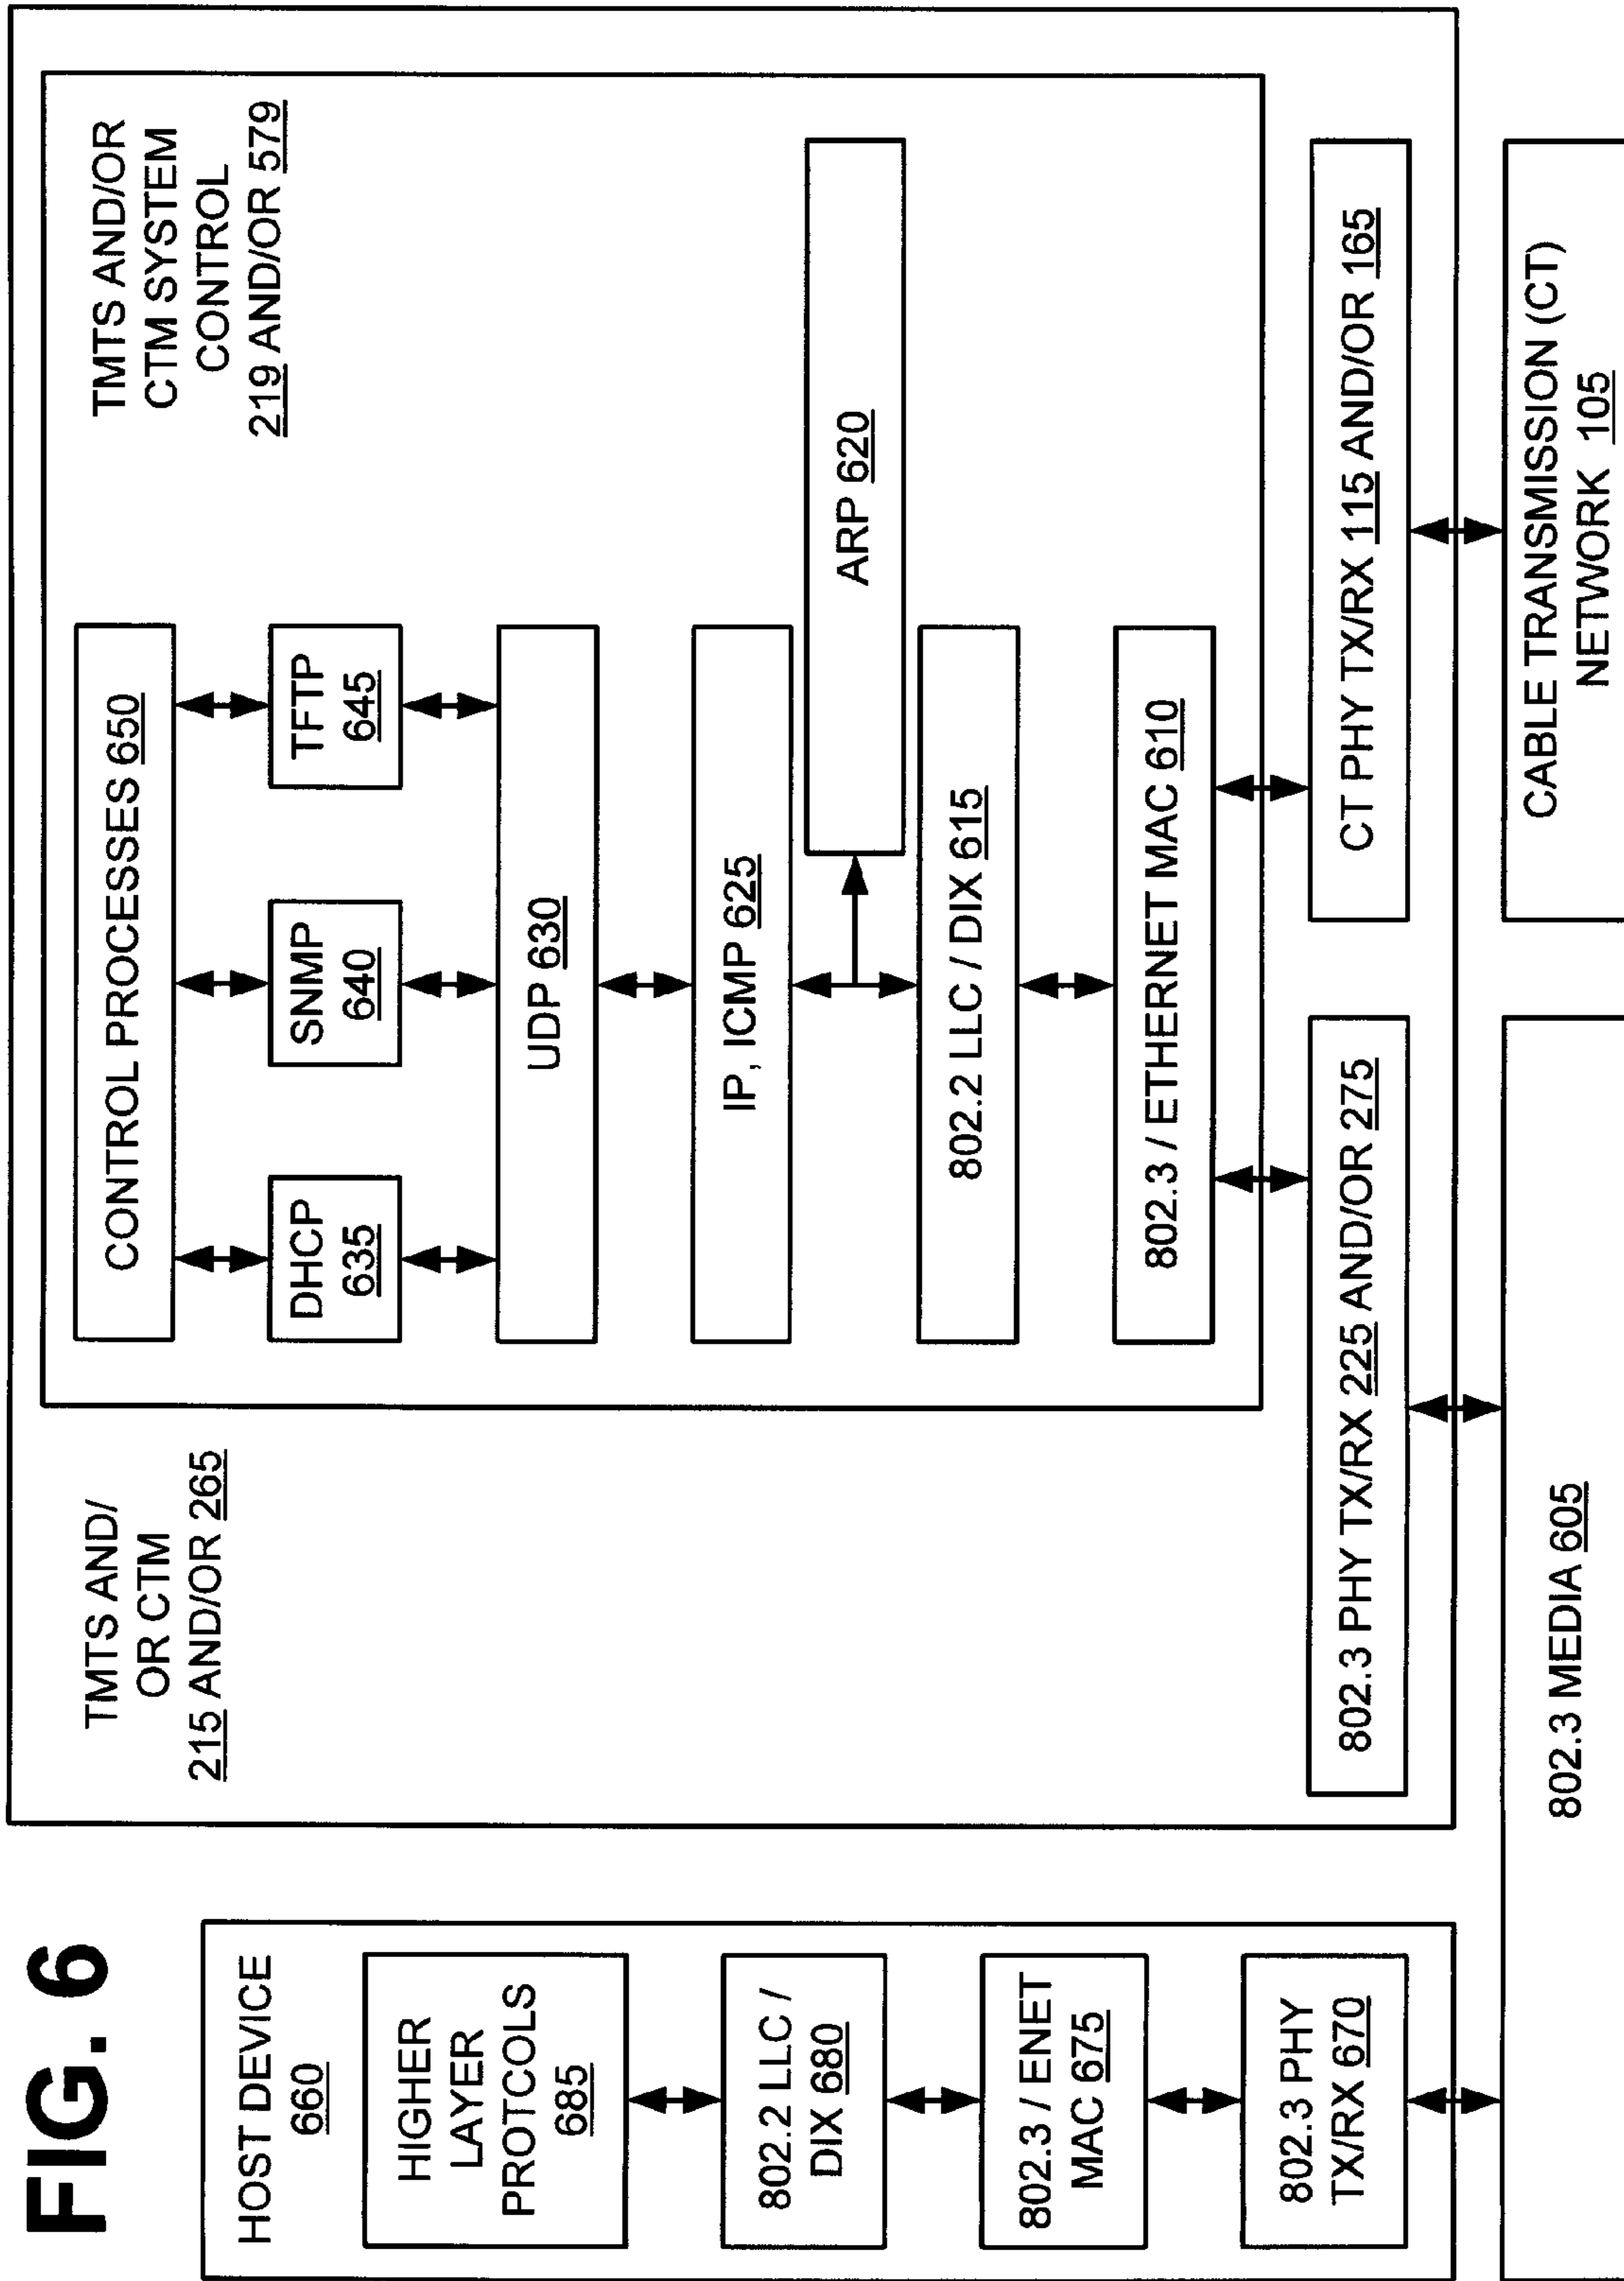 FIG. 6
HOST DEVICE
660
HIGHER
LAYER
PROTCOLS
685
802.2 LLC /
DIX 680
802.3 / ENET
MAC 675
802.3 PHY
TX/RX 670
TMTS AND/
OR CTM
215 AND/OR 265
TMTS AND/OR
CTM SYSTEM
CONTROL
219 AND/OR 579
CONTROL PROCESSES 650
DHCP
635
SNMP
640
TFTP
645
UDP 630
IP, ICMP 625
ARP 620
802.2 LLC / DIX 615
802.3 / ETHERNET MAC 610
802.3 PHY TX/RX 225 AND/OR 275
CT PHY TX/RX 115 AND/OR 165
802.3 MEDIA 605
CABLE TRANSMISSION (CT)
NETWORK 105